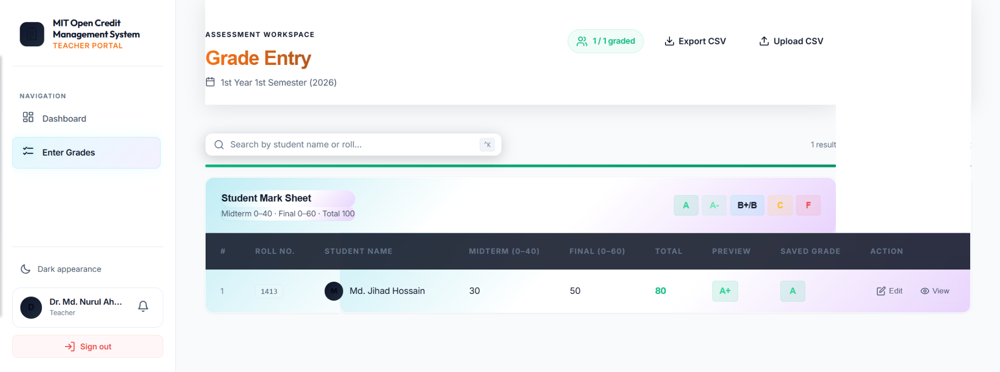 MIT Open Credit
Management System
TEACHER PORTAL
NAVIGATION
Dashboard
Enter Grades
Dark appearance
D
Dr. Md. Nurul Ah...
Teacher
Sign out
ASSESSMENT WORKSPACE
Grade Entry
1st Year 1st Semester (2026)
1 / 1 graded
Export CSV
Upload CSV
Search by student name or roll...
^K
1 result
Student Mark Sheet
Midterm 0–40 · Final 0–60 · Total 100
A A- B+/B C F
# ROLL NO. STUDENT NAME MIDTERM (0–40) FINAL (0–60) TOTAL PREVIEW SAVED GRADE ACTION
1 1413 M Md. Jihad Hossain 30 50 80 A+ A Edit View